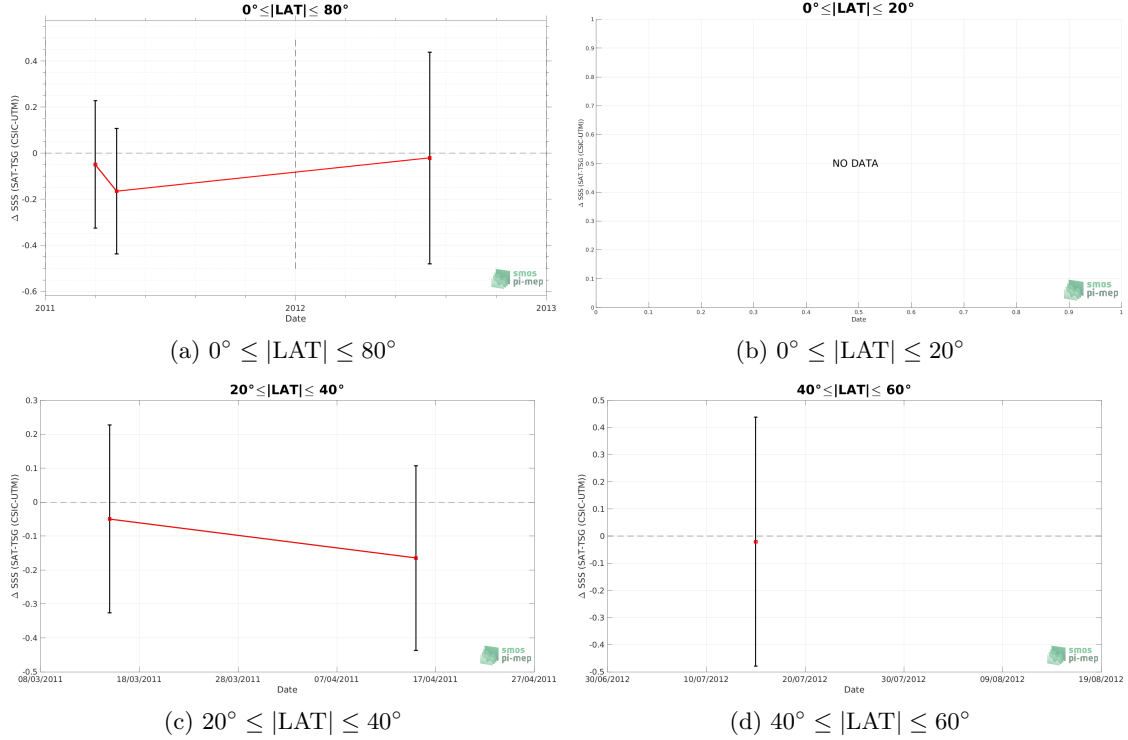 0°≤|LAT|≤ 80°
Δ SSS (SAT-TSG (CSIC-UTM))
0.4
0.2
0
-0.2
-0.4
-0.6
2011
2012
2013
Date
smos
pi-mep
(a) 0° ≤ |LAT| ≤ 80°
0°≤|LAT|≤ 20°
Δ SSS (SAT-TSG (CSIC-UTM))
1
0.9
0.8
0.7
0.6
0.5
0.4
0.3
0.2
0.1
0
NO DATA
0
0.1
0.2
0.3
0.4
0.5
0.6
0.7
0.8
0.9
1
Date
smos
pi-mep
(b) 0° ≤ |LAT| ≤ 20°
20°≤|LAT|≤ 40°
Δ SSS (SAT-TSG (CSIC-UTM))
0.3
0.2
0.1
0
-0.1
-0.2
-0.3
-0.4
-0.5
08/03/2011
18/03/2011
28/03/2011
07/04/2011
17/04/2011
27/04/2011
Date
smos
pi-mep
(c) 20° ≤ |LAT| ≤ 40°
40°≤|LAT|≤ 60°
Δ SSS (SAT-TSG (CSIC-UTM))
0.5
0.4
0.3
0.2
0.1
0
-0.1
-0.2
-0.3
-0.4
-0.5
30/06/2012
10/07/2012
20/07/2012
30/07/2012
09/08/2012
19/08/2012
Date
smos
pi-mep
(d) 40° ≤ |LAT| ≤ 60°